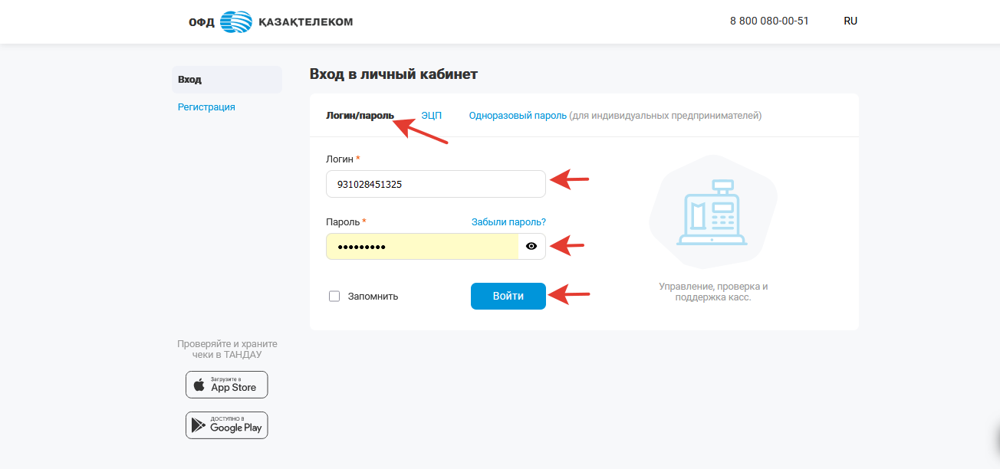 ОФД ҚАЗАҚТЕЛЕКОМ
8 800 080-00-51
RU
Вход
Регистрация
Вход в личный кабинет
Логин/пароль ЭЦП Одноразовый пароль (для индивидуальных предпринимателей)
Логин *
931028451325
Пароль * Забыли пароль?
Запомнить
Войти
Управление, проверка и
поддержка касс.
Проверяйте и храните
чеки в ТАНДАУ
Загрузите в
App Store
ДОСТУПНО В
Google Play